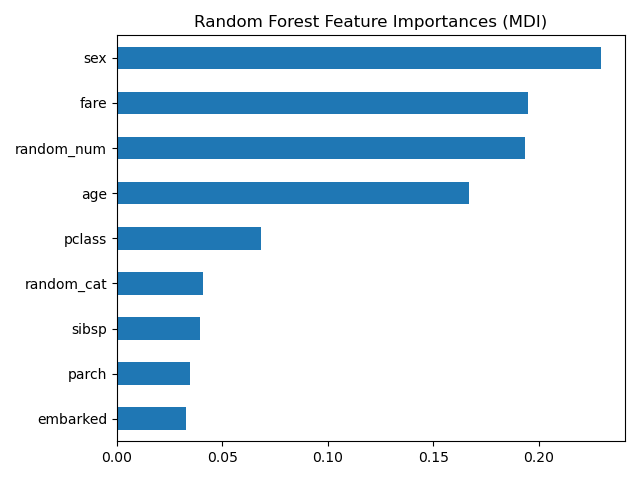 Random Forest Feature Importances (MDI)
sex
fare
random_num
age
pclass
random_cat
sibsp
parch
embarked
0.00 0.05 0.10 0.15 0.20